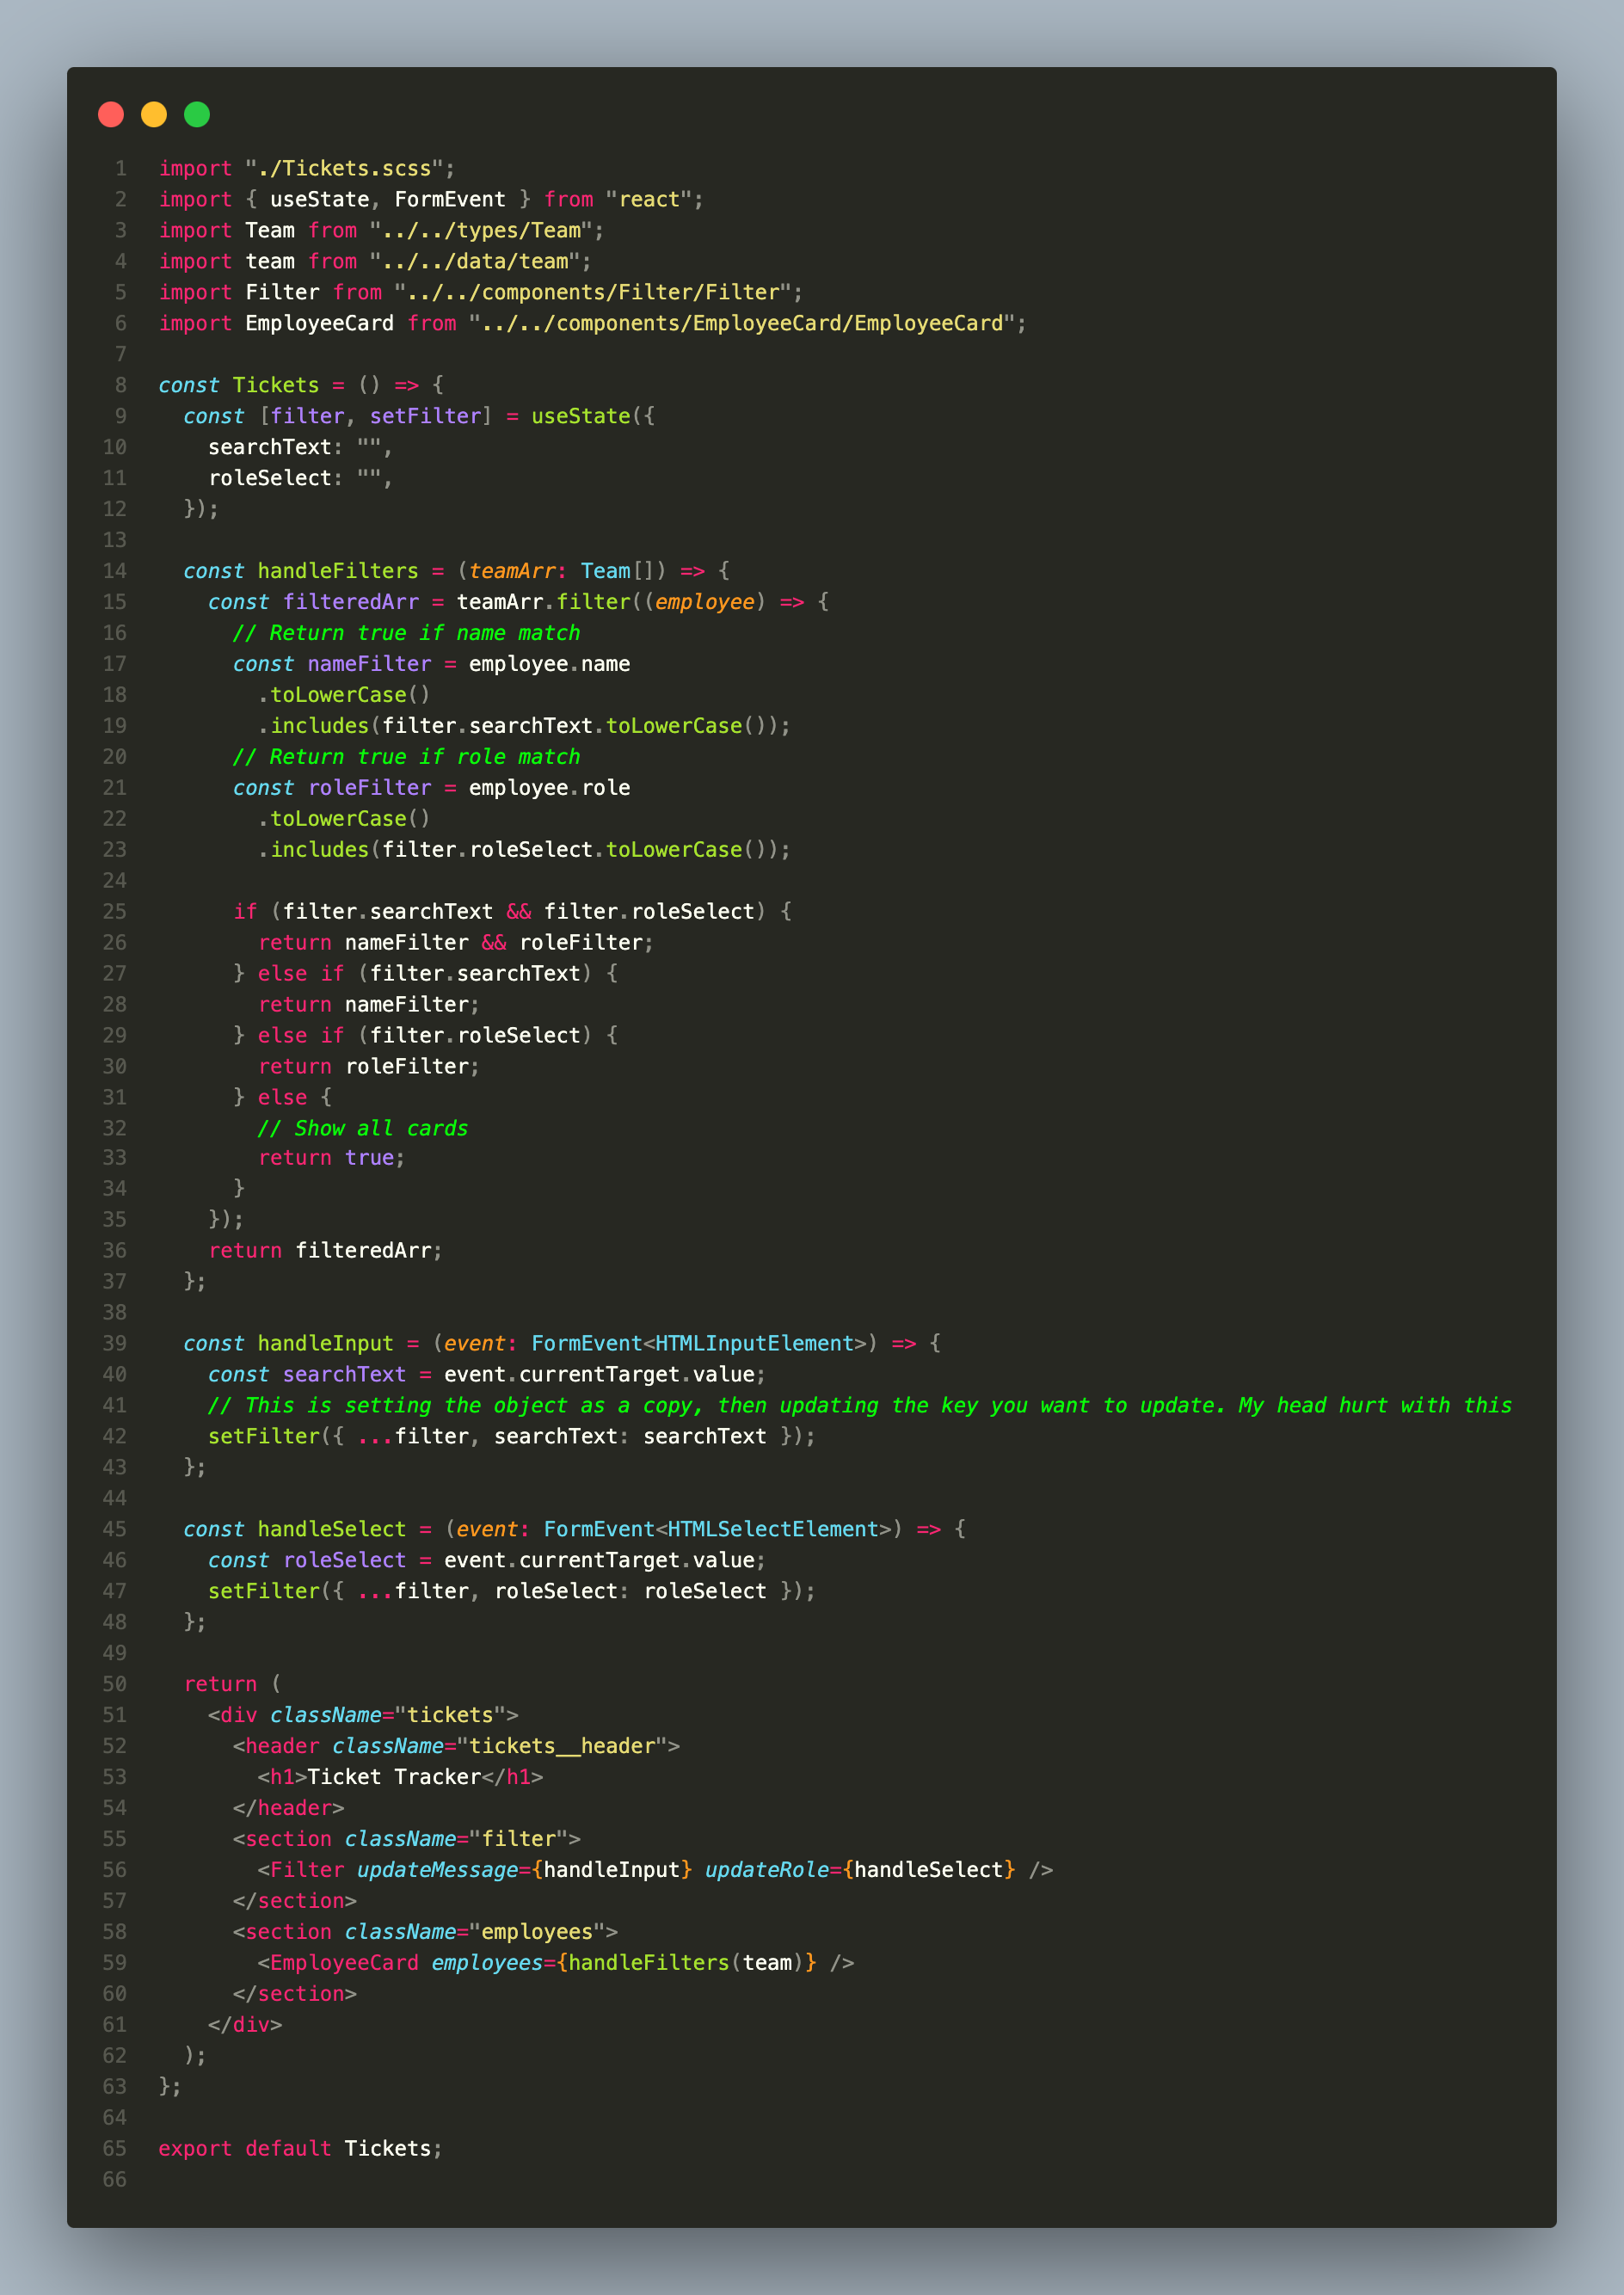 1 import "./Tickets.scss";
2 import { useState, FormEvent } from "react";
3 import Team from "../../types/Team";
4 import team from "../../data/team";
5 import Filter from "../../components/Filter/Filter";
6 import EmployeeCard from "../../components/EmployeeCard/EmployeeCard";
7
8 const Tickets = () => {
9   const [filter, setFilter] = useState({
10     searchText: "",
11     roleSelect: "",
12   });
13
14   const handleFilters = (teamArr: Team[]) => {
15     const filteredArr = teamArr.filter((employee) => {
16       // Return true if name match
17       const nameFilter = employee.name
18         .toLowerCase()
19         .includes(filter.searchText.toLowerCase());
20       // Return true if role match
21       const roleFilter = employee.role
22         .toLowerCase()
23         .includes(filter.roleSelect.toLowerCase());
24
25       if (filter.searchText && filter.roleSelect) {
26         return nameFilter && roleFilter;
27       } else if (filter.searchText) {
28         return nameFilter;
29       } else if (filter.roleSelect) {
30         return roleFilter;
31       } else {
32         // Show all cards
33         return true;
34       }
35     });
36     return filteredArr;
37   };
38
39   const handleInput = (event: FormEvent<HTMLInputElement>) => {
40     const searchText = event.currentTarget.value;
41     // This is setting the object as a copy, then updating the key you want to update. My head hurt with this
42     setFilter({ ...filter, searchText: searchText });
43   };
44
45   const handleSelect = (event: FormEvent<HTMLSelectElement>) => {
46     const roleSelect = event.currentTarget.value;
47     setFilter({ ...filter, roleSelect: roleSelect });
48   };
49
50   return (
51     <div className="tickets">
52       <header className="tickets__header">
53         <h1>Ticket Tracker</h1>
54       </header>
55       <section className="filter">
56         <Filter updateMessage={handleInput} updateRole={handleSelect} />
57       </section>
58       <section className="employees">
59         <EmployeeCard employees={handleFilters(team)} />
60       </section>
61     </div>
62   );
63 };
64
65 export default Tickets;
66